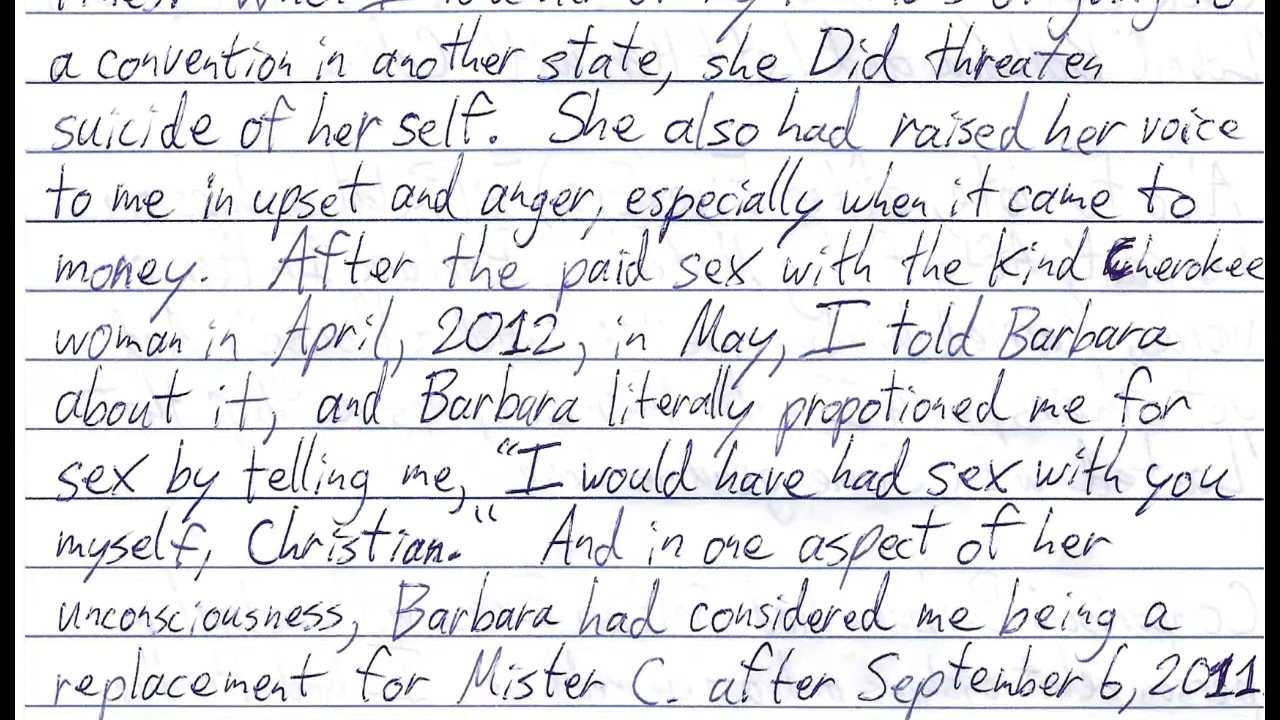 a convention in another state, she Did threaten
suicide of her self. She also had raised her voice
to me in upset and anger, especially when it came to
money. After the paid sex with the kind Cherokee
woman in April, 2012, in May, I told Barbara
about it, and Barbara literally propotioned me for
sex by telling me, “I would have had sex with you
myself, Christian.“ And in one aspect of her
unconsciousness, Barbara had considered me being a
replacement for Mister C. after September 6, 2011.